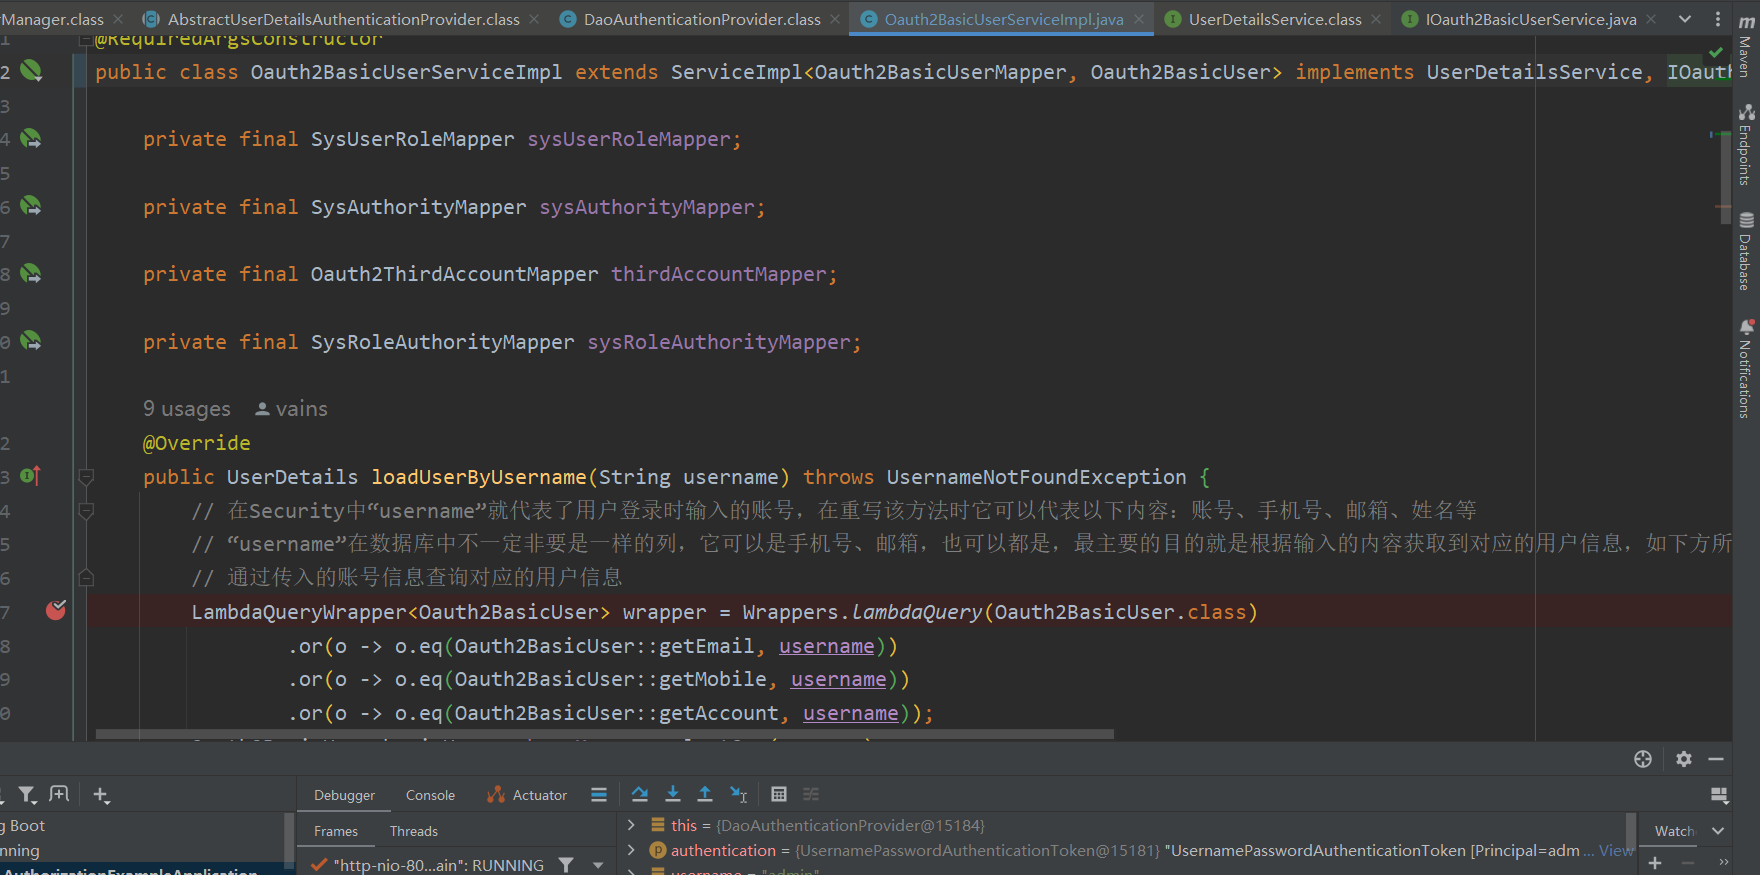 Manager.class AbstractUserDetailsAuthenticationProvider.class DaoAuthenticationProvider.class Oauth2BasicUserServiceImpl.java UserDetailsService.class IOauth2BasicUserService.java
1 @RequiredArgsConstructor
2 public class Oauth2BasicUserServiceImpl extends ServiceImpl<Oauth2BasicUserMapper, Oauth2BasicUser> implements UserDetailsService, IOauth
3
4 private final SysUserRoleMapper sysUserRoleMapper;
5
6 private final SysAuthorityMapper sysAuthorityMapper;
7
8 private final Oauth2ThirdAccountMapper thirdAccountMapper;
9
0 private final SysRoleAuthorityMapper sysRoleAuthorityMapper;
1
9 usages vains
2 @Override
3 public UserDetails loadUserByUsername(String username) throws UsernameNotFoundException {
4 // 在Security中“username”就代表了用户登录时输入的账号，在重写该方法时它可以代表以下内容：账号、手机号、邮箱、姓名等
5 // “username”在数据库中不一定非要是一样的列，它可以是手机号、邮箱，也可以都是，最主要的目的就是根据输入的内容获取到对应的用户信息，如下方所
6 // 通过传入的账号信息查询对应的用户信息
7 LambdaQueryWrapper<Oauth2BasicUser> wrapper = Wrappers.lambdaQuery(Oauth2BasicUser.class)
8 .or(o -> o.eq(Oauth2BasicUser::getEmail, username))
9 .or(o -> o.eq(Oauth2BasicUser::getMobile, username))
0 .or(o -> o.eq(Oauth2BasicUser::getAccount, username));
m Maven
Endpoints
Database
Notifications
Debugger Console Actuator
g Boot
nning
AuthorizationExampleApplication
Frames Threads
"http-nio-80...ain": RUNNING
this = {DaoAuthenticationProvider@15184}
authentication = {UsernamePasswordAuthenticationToken@15181} "UsernamePasswordAuthenticationToken [Principal=adm ... View
username = "admin"
Watch